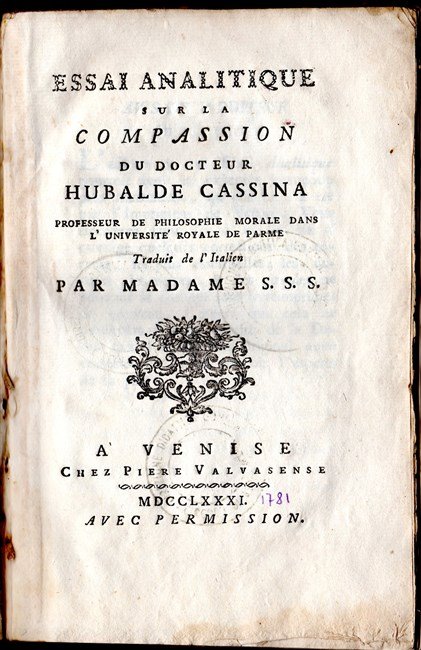 ESSAI ANALITIQUE
SUR LA
COMPASSION
DU DOCTEUR
HUBALDE CASSINA
PROFESSEUR DE PHILOSOPHIE MORALE DANS
L' UNIVERSITÉ ROYALE DE PARME
Traduit de l' Italien
PAR MADAME S. S. S.
A' VENISE
CHEZ PIERE VALVASENSE
MDCCLXXXI. 1781
AVEC PERMISSION.